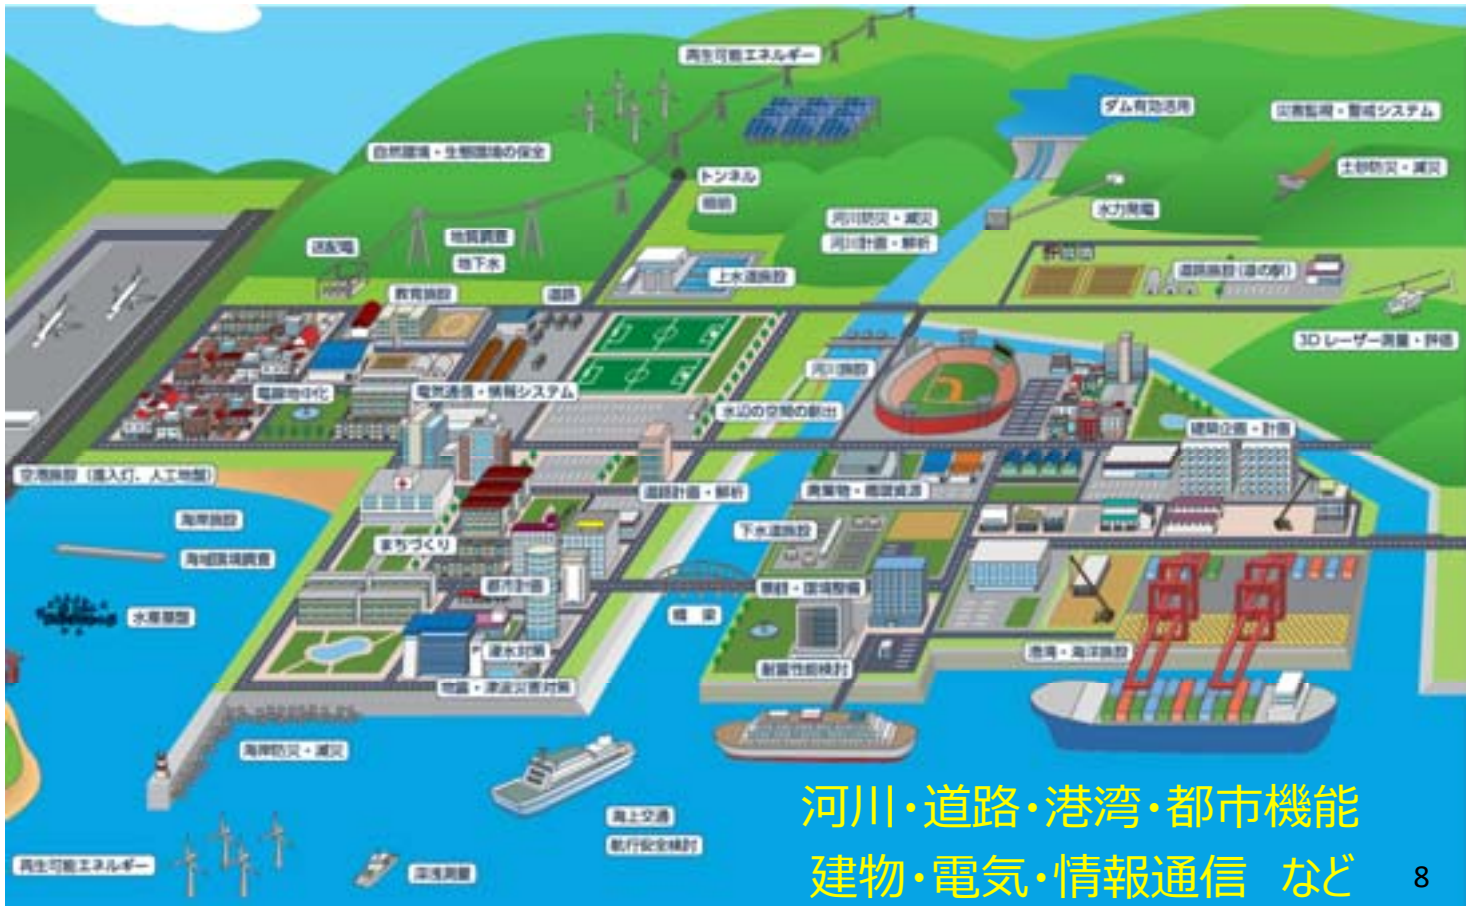 再生可能エネルギー
ダム有効活用
災害監視・警戒システム
自然環境・生態環境の保全
トンネル
土砂防災・減災
照明
水力発電
河川防災・減災
河川計画・解析
地質調査
地下水
送配電
上水道施設
道路施設(道の駅)
教育施設
道路
3Dレーザー測量・評価
河川施設
電線地中化
電気通信・情報システム
水辺の空間の創出
建築企画・計画
空港施設(進入灯、人工地盤)
道路計画・解析
廃棄物・循環資源
海岸施設
下水道施設
まちづくり
海域環境調査
都市計画
景観・環境整備
水産基盤
橋 梁
浸水対策
港湾・海洋施設
耐震性能検討
地震・津波災害対策
海岸防災・減災
海上交通
航行安全検討
再生可能エネルギー
深浅測量
河川・道路・港湾・都市機能
建物・電気・情報通信 など
8